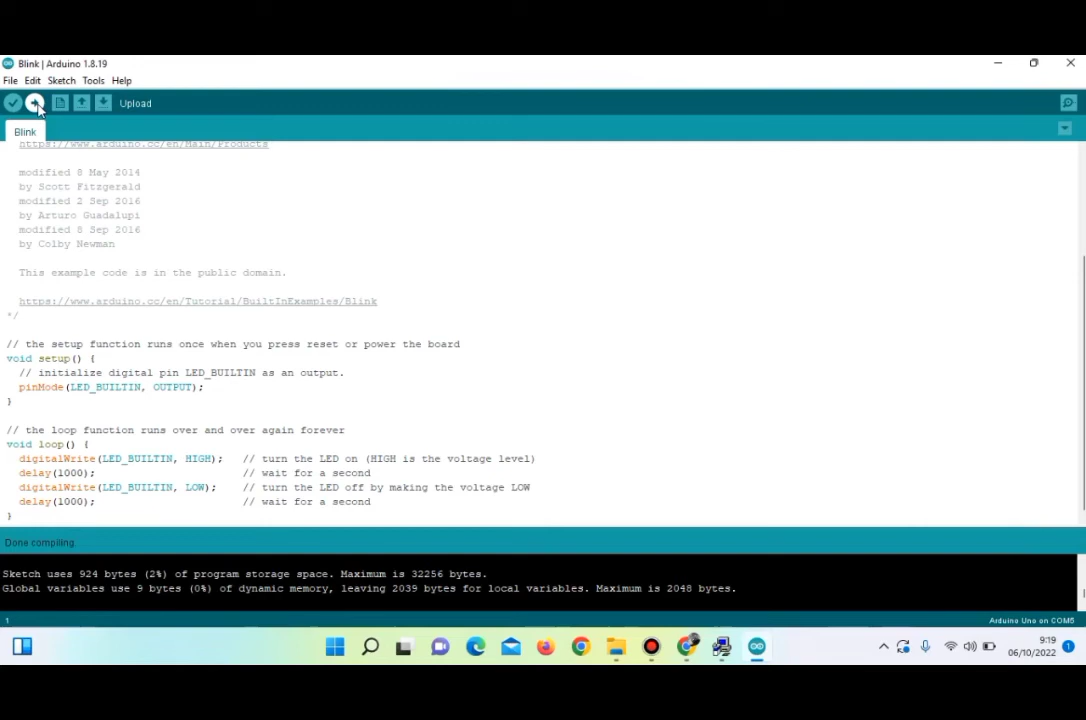 Blink | Arduino 1.8.19
File Edit Sketch Tools Help
Upload
Blink
https://www.arduino.cc/en/Main/Products
modified 8 May 2014
by Scott Fitzgerald
modified 2 Sep 2016
by Arturo Guadalupi
modified 8 Sep 2016
by Colby Newman
This example code is in the public domain.
https://www.arduino.cc/en/Tutorial/BuiltInExamples/Blink
*/
// the setup function runs once when you press reset or power the board
void setup() {
// initialize digital pin LED_BUILTIN as an output.
pinMode(LED_BUILTIN, OUTPUT);
}
// the loop function runs over and over again forever
void loop() {
digitalWrite(LED_BUILTIN, HIGH); // turn the LED on (HIGH is the voltage level)
delay(1000); // wait for a second
digitalWrite(LED_BUILTIN, LOW); // turn the LED off by making the voltage LOW
delay(1000); // wait for a second
}
Done compiling.
Sketch uses 924 bytes (2%) of program storage space. Maximum is 32256 bytes.
Global variables use 9 bytes (0%) of dynamic memory, leaving 2039 bytes for local variables. Maximum is 2048 bytes.
1 Arduino Uno on COM5
9:19
06/10/2022 1